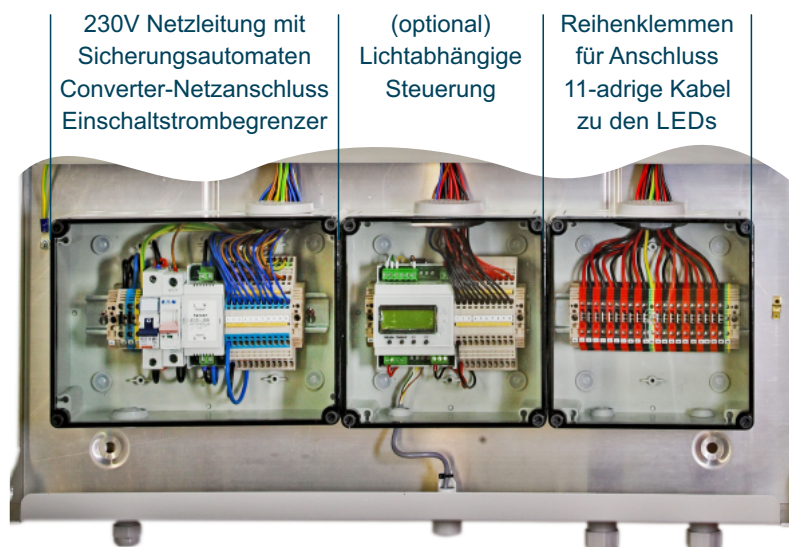 230V Netzleitung mit
Sicherungsautomaten
Converter-Netzanschluss
Einschaltstrombegrenzer
(optional)
Lichtabhängige
Steuerung
Reihenklemmen
für Anschluss
11-adrige Kabel
zu den LEDs